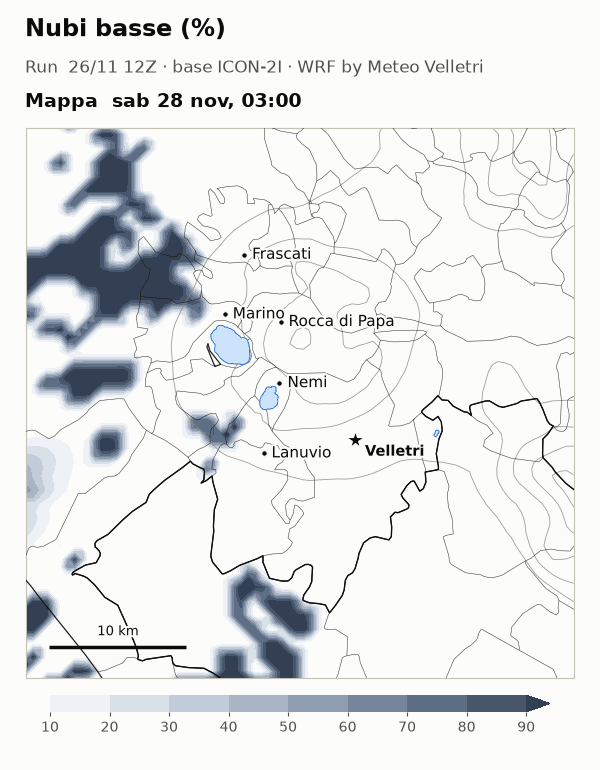 Nubi basse (%)
Run  26/11 12Z · base ICON-2I · WRF by Meteo Velletri
Mappa  sab 28 nov, 03:00
Frascati
Marino
Rocca di Papa
Nemi
Velletri
Lanuvio
10 km
10 20 30 40 50 60 70 80 90